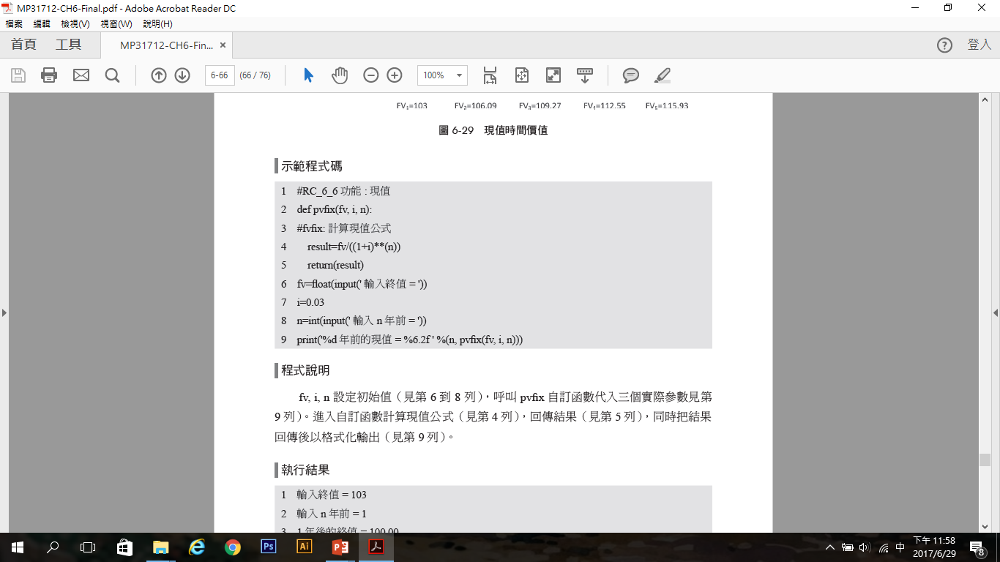 MP31712-CH6-Final.pdf - Adobe Acrobat Reader DC
檔案 編輯 檢視(V) 視窗(W) 說明(H)
首頁 工具 MP31712-CH6-Fin... × ? 登入
6-66 (66 / 76) 100%
FV₁=103 FV₂=106.09 FV₃=109.27 FV₄=112.55 FV₅=115.93
圖 6-29 現值時間價值
示範程式碼
1 #RC_6_6 功能 : 現值
2 def pvfix(fv, i, n):
3 #fvfix: 計算現值公式
4 result=fv/((1+i)**(n))
5 return(result)
6 fv=float(input(' 輸入終值 = '))
7 i=0.03
8 n=int(input(' 輸入 n 年前 = '))
9 print('%d 年前的現值 = %6.2f ' %(n, pvfix(fv, i, n)))
程式說明
fv, i, n 設定初始值（見第 6 到 8 列），呼叫 pvfix 自訂函數代入三個實際參數見第
9 列）。進入自訂函數計算現值公式（見第 4 列），回傳結果（見第 5 列），同時把結果
回傳後以格式化輸出（見第 9 列）。
執行結果
1 輸入終值 = 103
2 輸入 n 年前 = 1
3 1 年後的終值 = 100.00
Ps Ai 中 下午 11:58
2017/6/29 8